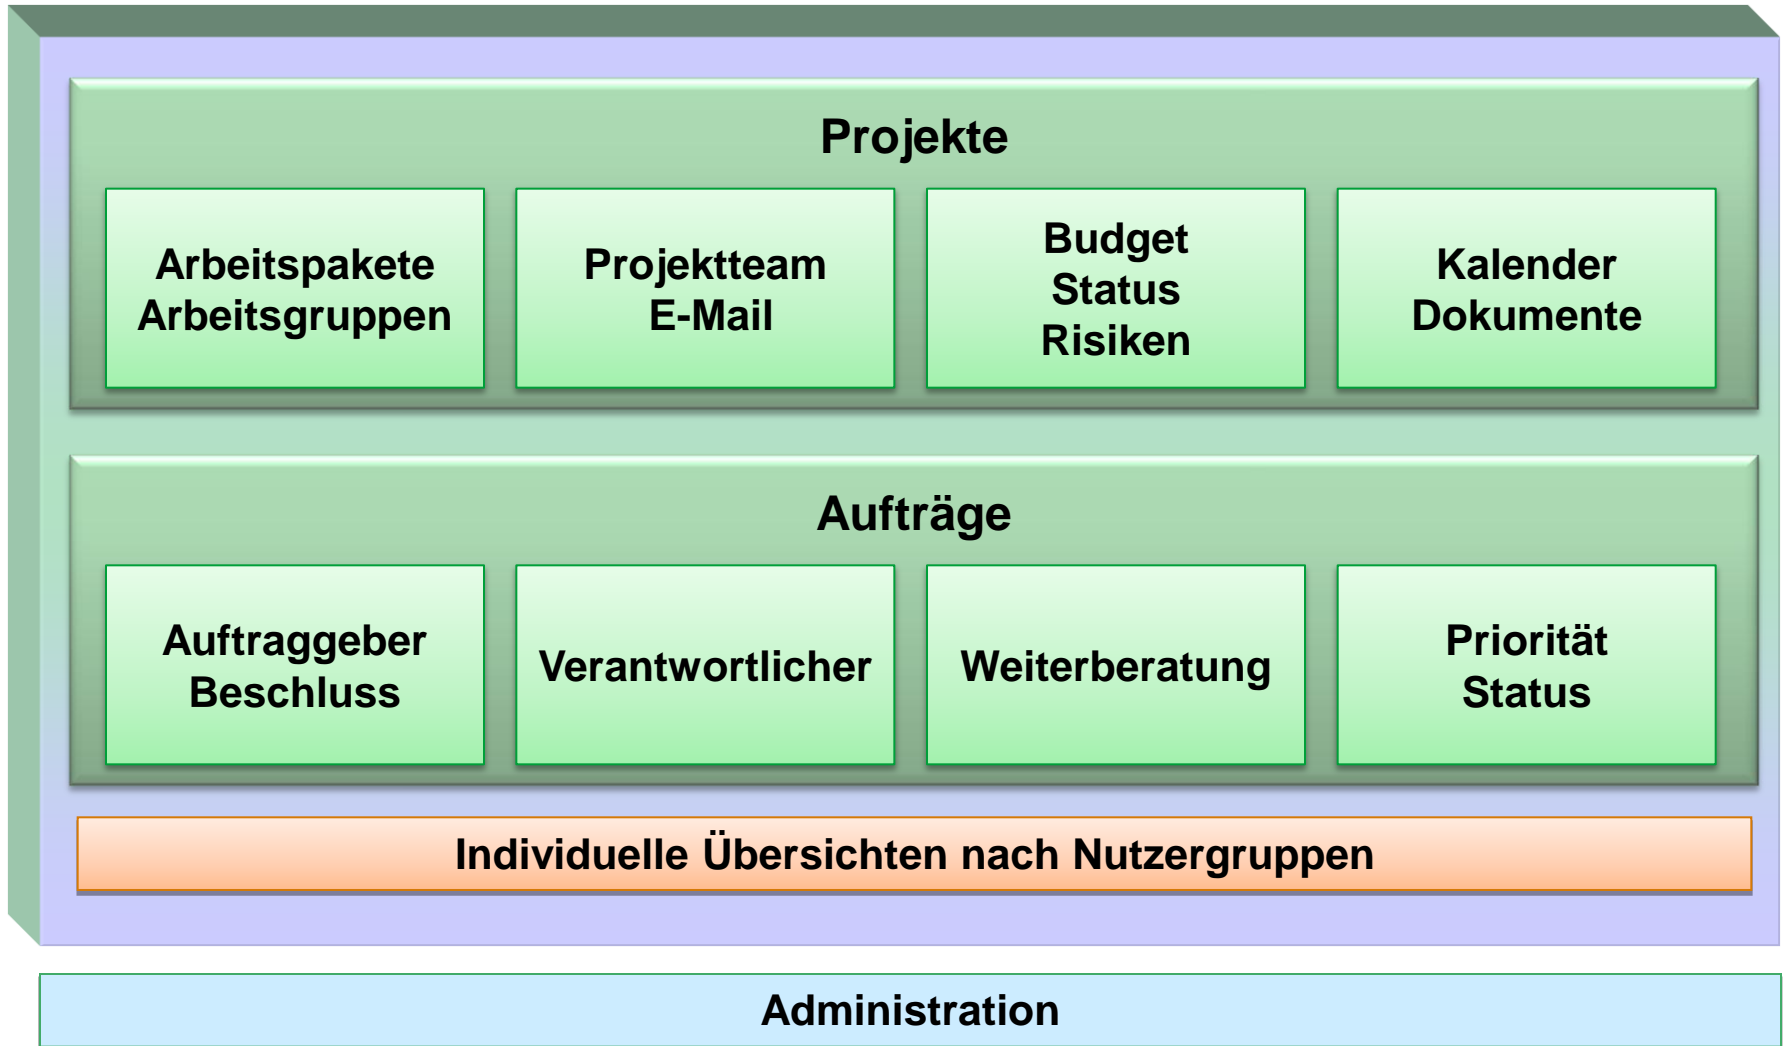 Projekte
Arbeitspakete
Arbeitsgruppen
Projektteam
E-Mail
Budget
Status
Risiken
Kalender
Dokumente
Aufträge
Auftraggeber
Beschluss
Verantwortlicher
Weiterberatung
Priorität
Status
Individuelle Übersichten nach Nutzergruppen
Administration